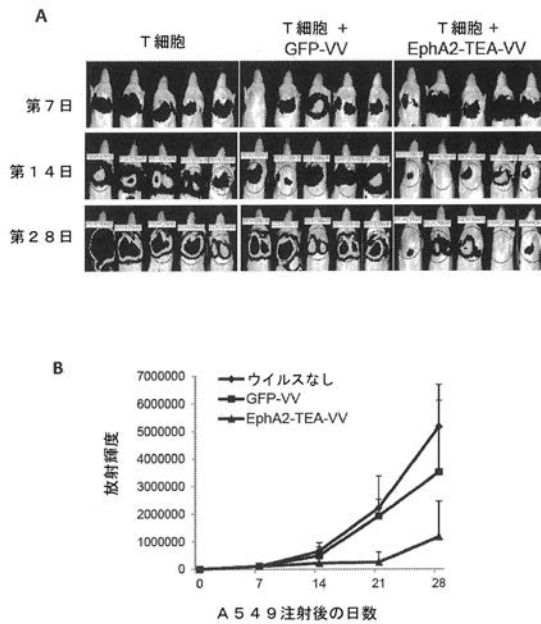 A
T 細胞
T 細胞 +
GFP-VV
T 細胞 +
EphA2-TEA-VV
第7日
第14日
第28日
B
7000000
6000000
5000000
4000000
3000000
2000000
1000000
0
放射輝度
ウイルスなし
GFP-VV
EphA2-TEA-VV
0 7 14 21 28
A549注射後の日数